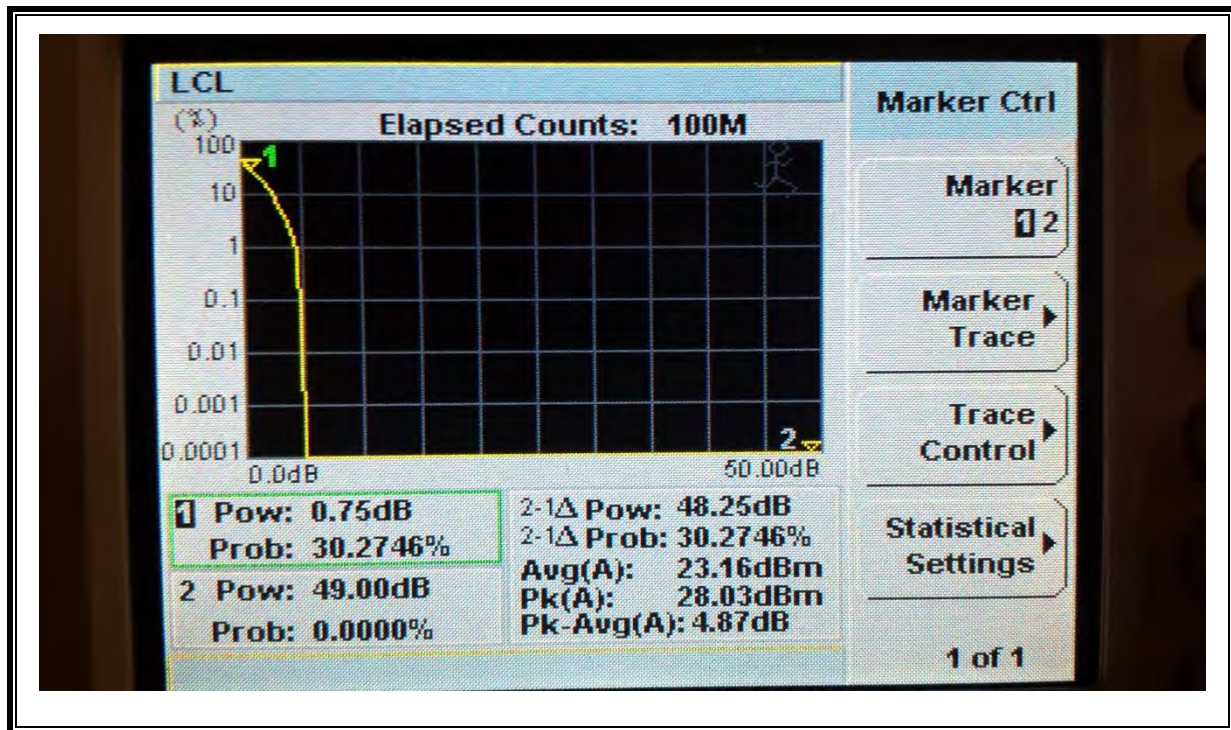 LCL
(%)
Elapsed Counts: 100M
100
10
1
0.1
0.01
0.001
0.0001
1
2
0.0dB
50.00dB
1 Pow: 0.75dB
Prob: 30.2746%
2 Pow: 49.00dB
Prob: 0.0000%
2-1Δ Pow: 48.25dB
2-1Δ Prob: 30.2746%
Avg(A): 23.16dBm
Pk(A): 28.03dBm
Pk-Avg(A): 4.87dB
Marker Ctrl
Marker
1 2
Marker
Trace
Trace
Control
Statistical
Settings
1 of 1